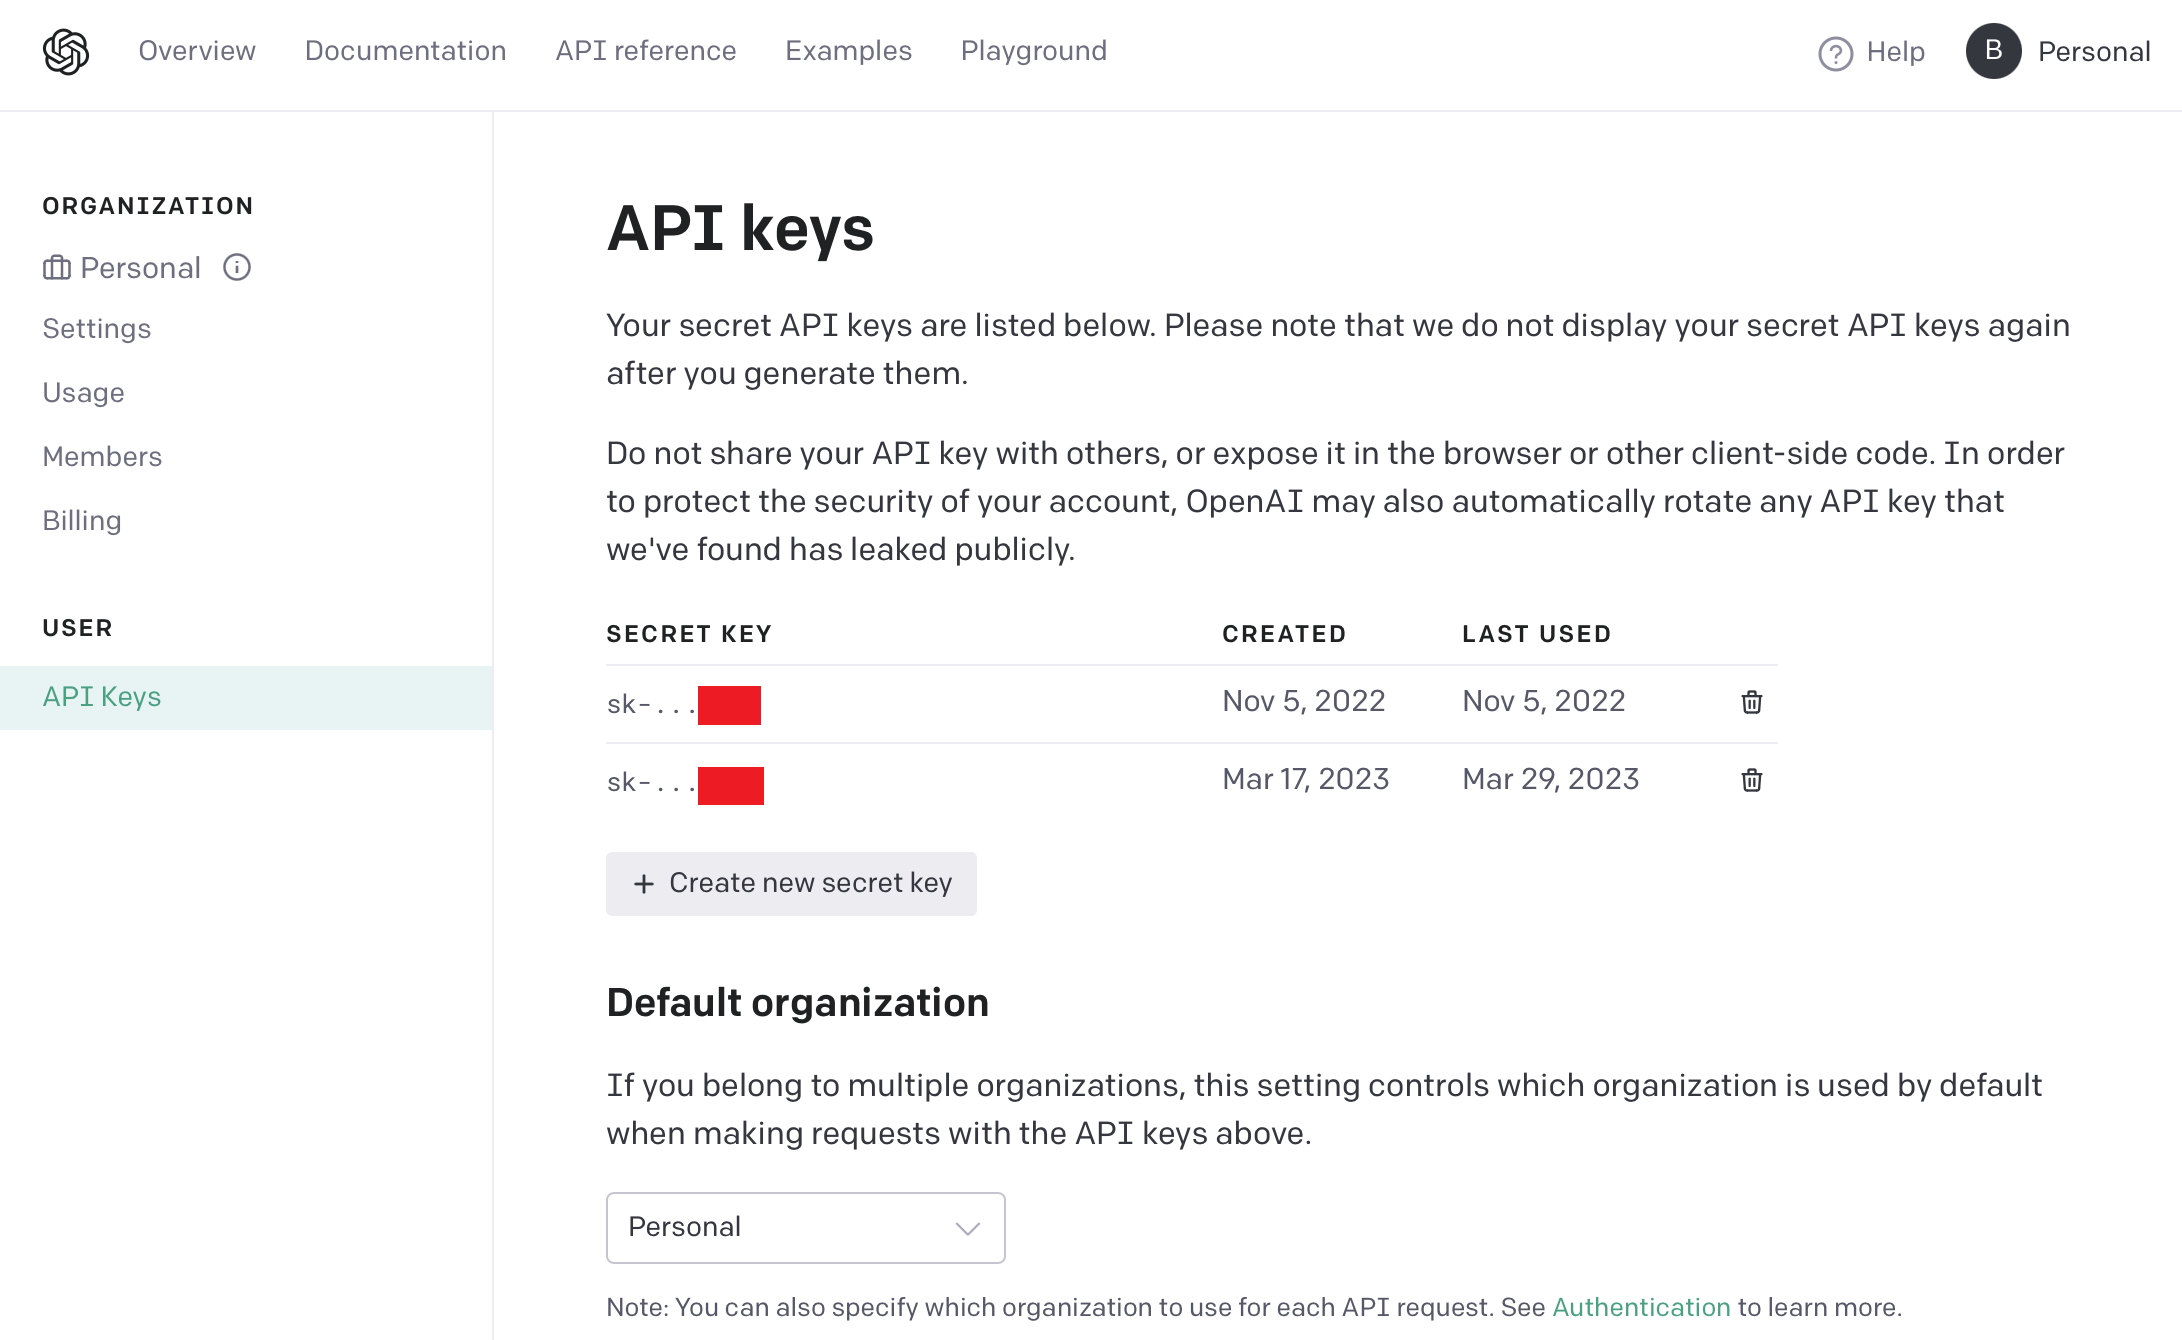 Overview Documentation API reference Examples Playground Help B Personal
ORGANIZATION
Personal
Settings
Usage
Members
Billing
USER
API Keys
API keys
Your secret API keys are listed below. Please note that we do not display your secret API keys again
after you generate them.
Do not share your API key with others, or expose it in the browser or other client-side code. In order
to protect the security of your account, OpenAI may also automatically rotate any API key that
we've found has leaked publicly.
SECRET KEY CREATED LAST USED
sk-... Nov 5, 2022 Nov 5, 2022
sk-... Mar 17, 2023 Mar 29, 2023
+ Create new secret key
Default organization
If you belong to multiple organizations, this setting controls which organization is used by default
when making requests with the API keys above.
Personal
Note: You can also specify which organization to use for each API request. See Authentication to learn more.